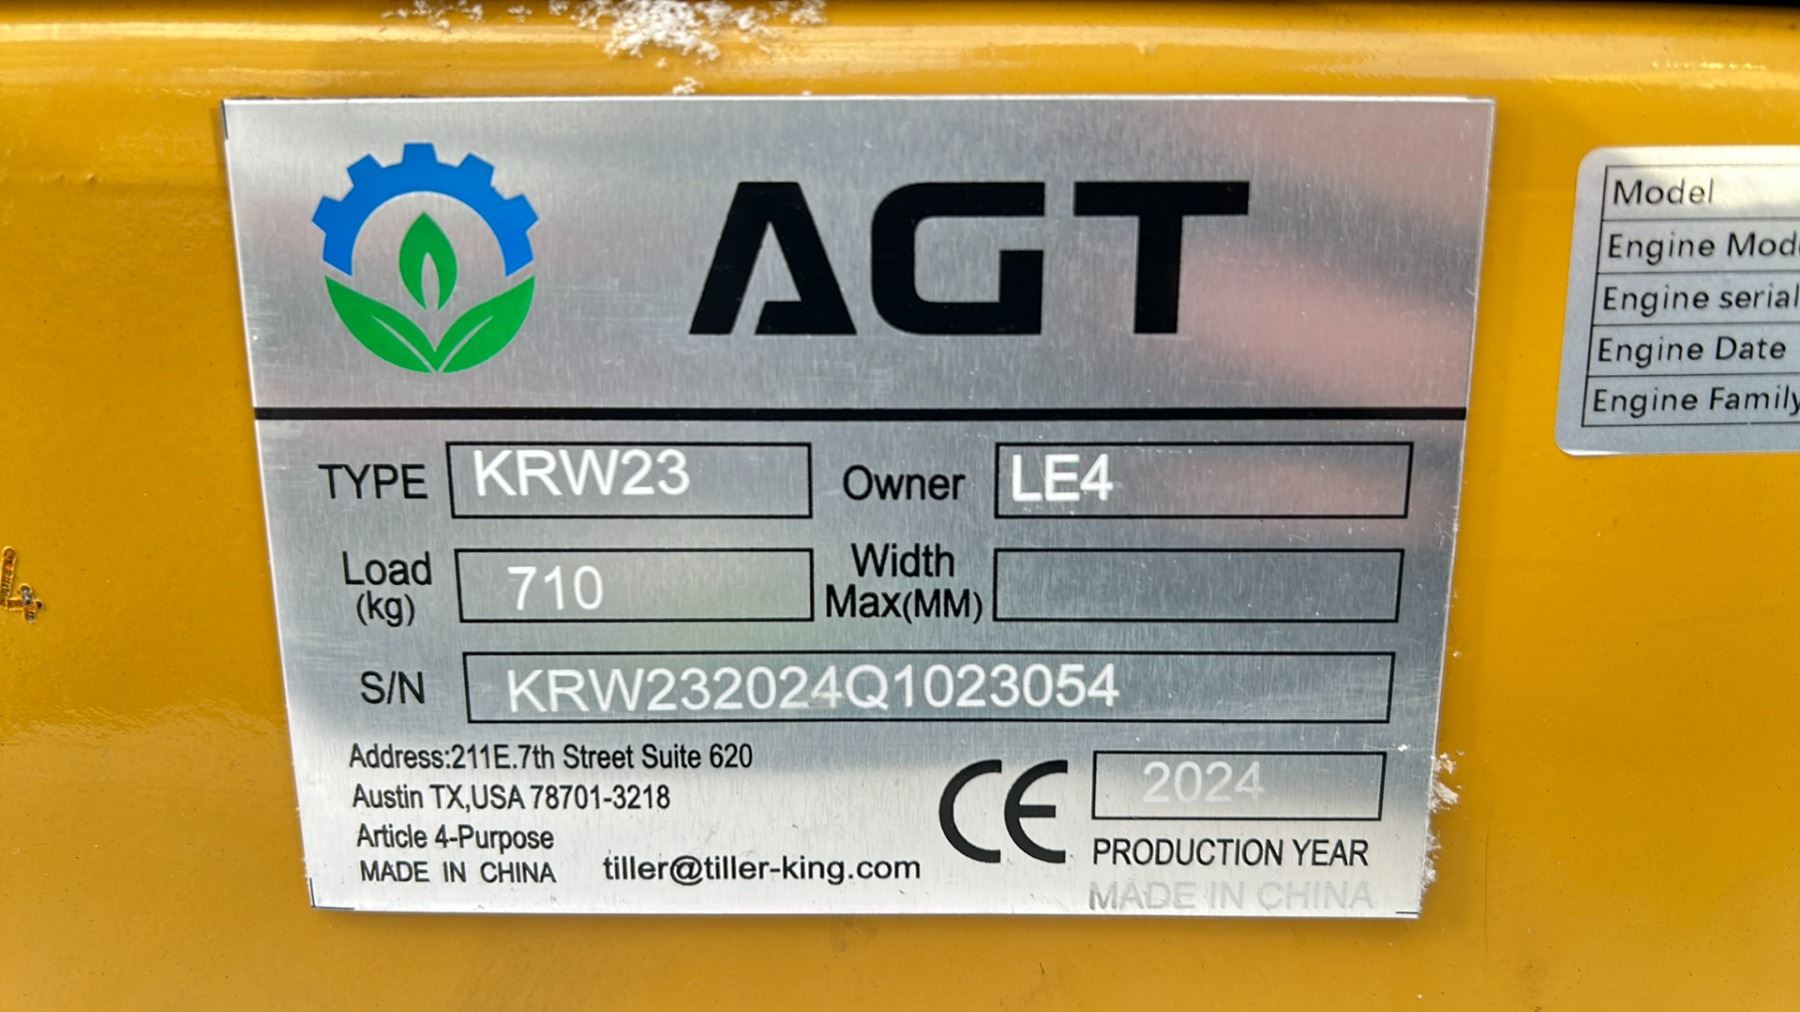 AGT
TYPE KRW23 Owner LE4
Load (kg) 710 Width Max(MM)
S/N KRW232024Q1023054
Address:211E.7th Street Suite 620
Austin TX,USA 78701-3218
Article 4-Purpose
MADE IN CHINA tiller@tiller-king.com
CE 2024
PRODUCTION YEAR
MADE IN CHINA
Model
Engine
Engine serial
Engine Date
Engine Family
4